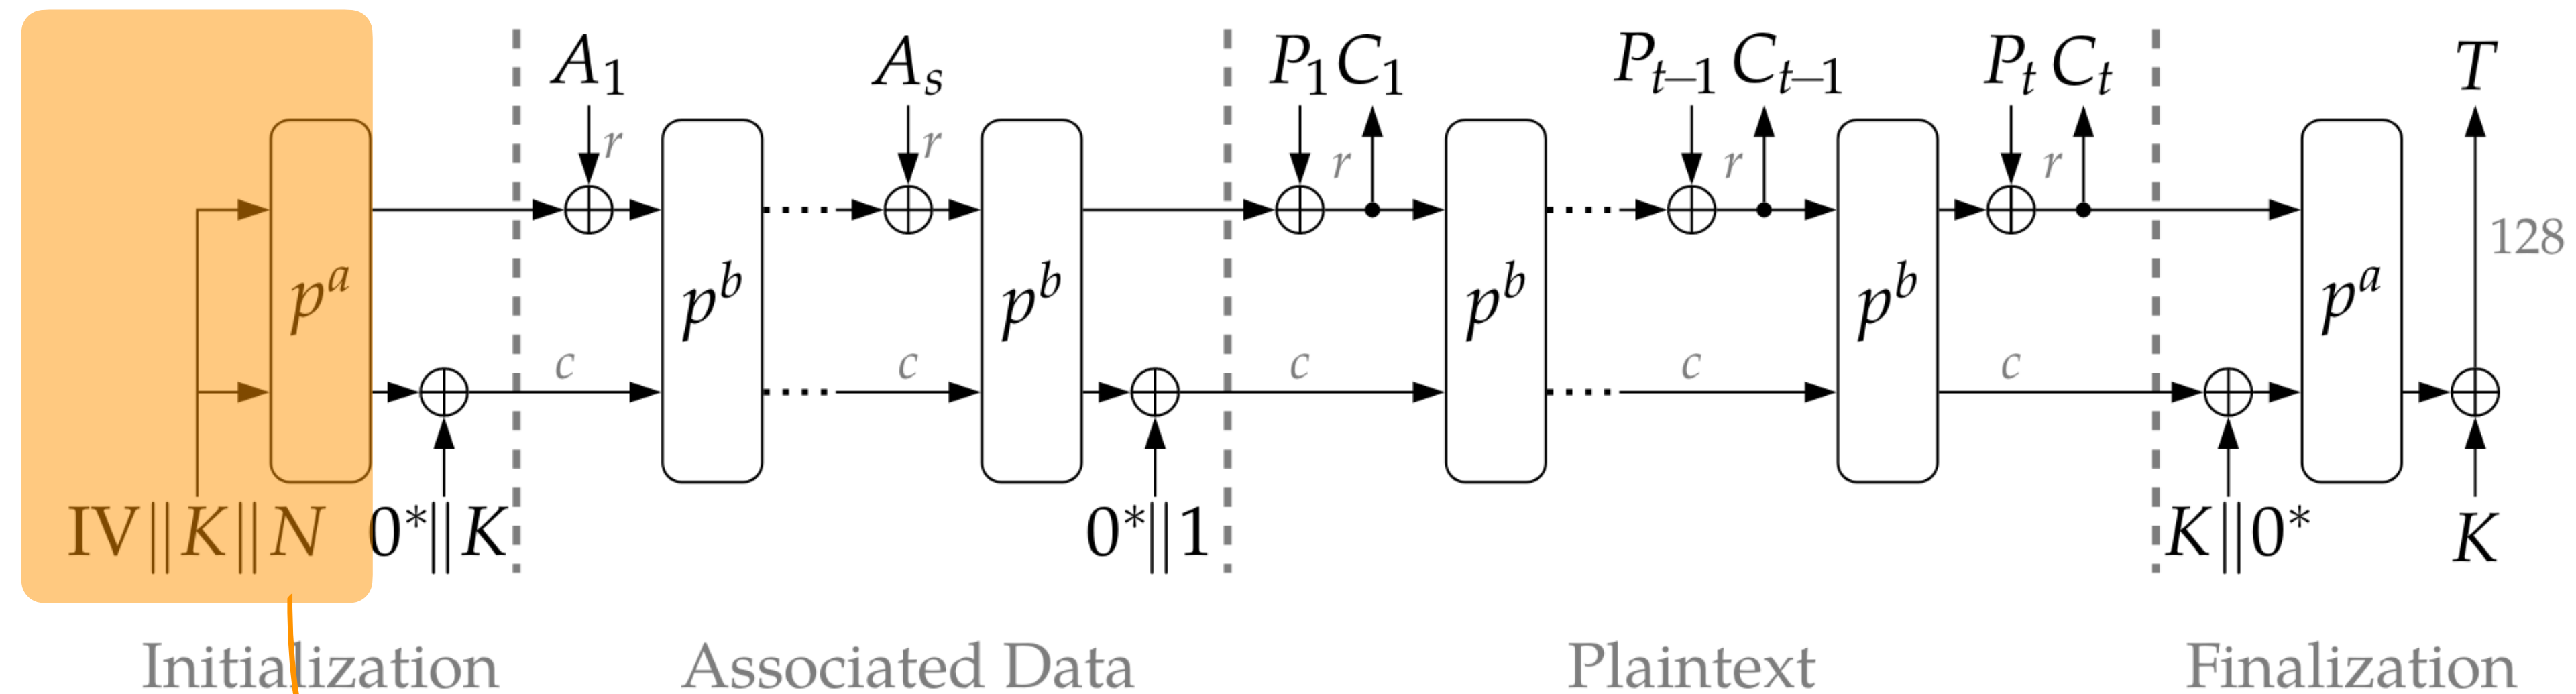 A₁ Aₛ P₁ C₁ Pₜ₋₁ Cₜ₋₁ Pₜ Cₜ T
r r r r r
128
pᵃ pᵇ pᵇ pᵇ pᵇ pᵃ
c c c c c
IV‖K‖N 0*‖K 0*‖1 K‖0* K
Initialization Associated Data Plaintext Finalization